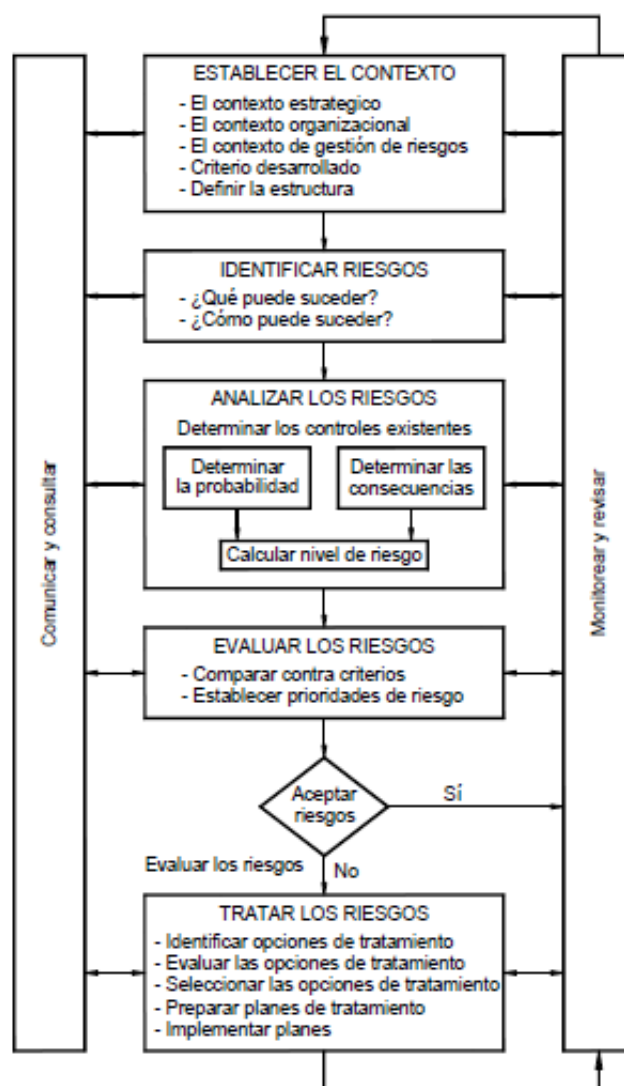 ESTABLECER EL CONTEXTO
- El contexto estrategico
- El contexto organizacional
- El contexto de gestión de riesgos
- Criterio desarrollado
- Definir la estructura
IDENTIFICAR RIESGOS
- ¿Qué puede suceder?
- ¿Cómo puede suceder?
ANALIZAR LOS RIESGOS
Determinar los controles existentes
Determinar
la probabilidad
Determinar las
consecuencias
Calcular nivel de riesgo
Comunicar y consultar
Monitorear y revisar
EVALUAR LOS RIESGOS
- Comparar contra criterios
- Establecer prioridades de riesgo
Aceptar
riesgos
Sí
Evaluar los riesgos
No
TRATAR LOS RIESGOS
- Identificar opciones de tratamiento
- Evaluar las opciones de tratamiento
- Seleccionar las opciones de tratamiento
- Preparar planes de tratamiento
- Implementar planes